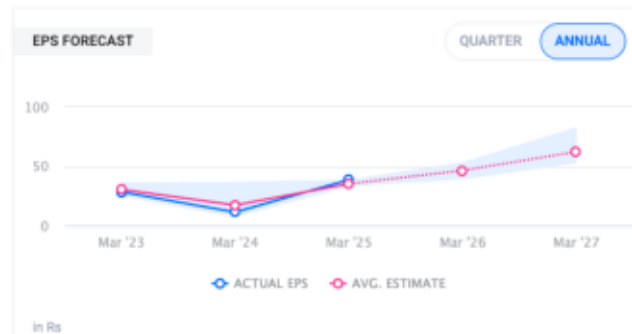 EPS FORECAST
QUARTER ANNUAL
100
50
0
Mar '23 Mar '24 Mar '25 Mar '26 Mar '27
ACTUAL EPS AVG. ESTIMATE
in Rs